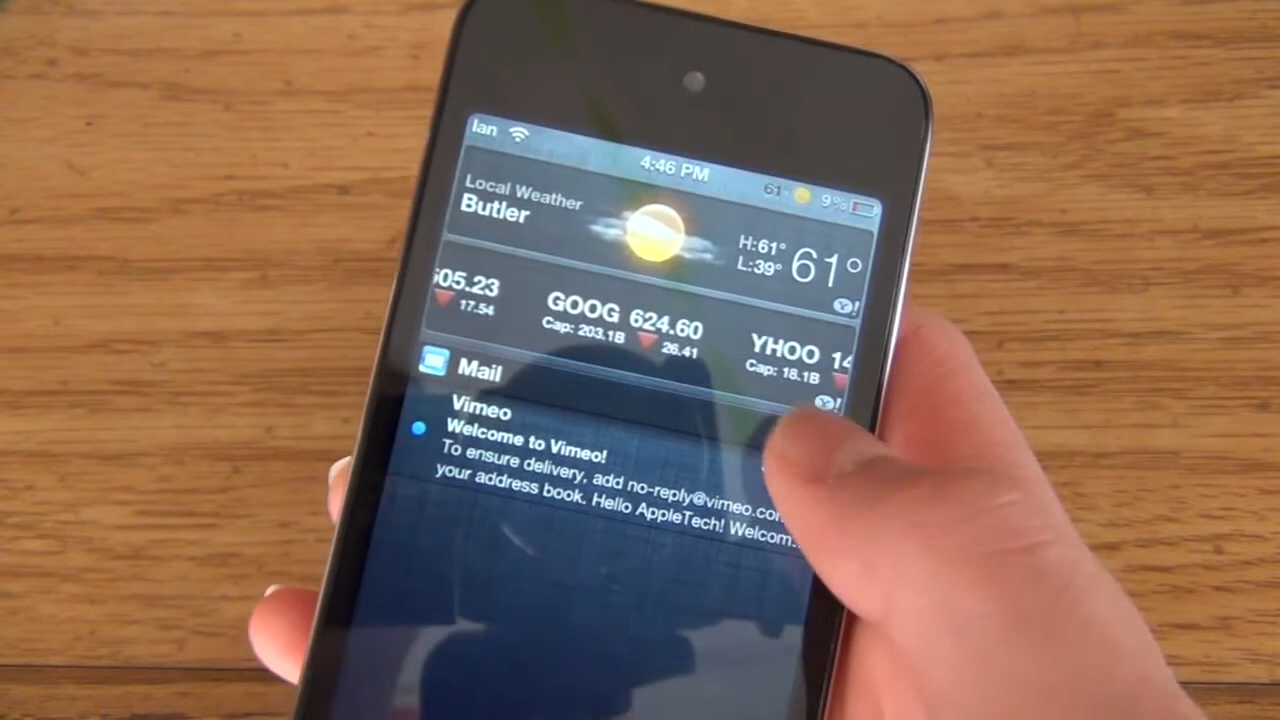 Ian
4:46 PM
61°
9%
Local Weather
Butler
H:61°
L:39°
61°
Y!
605.23
17.54
GOOG 624.60
Cap: 203.1B
26.41
YHOO 14
Cap: 18.1B
Y!
Mail
Vimeo
Welcome to Vimeo!
To ensure delivery, add no-reply@vimeo.com
your address book. Hello AppleTech! Welcom...